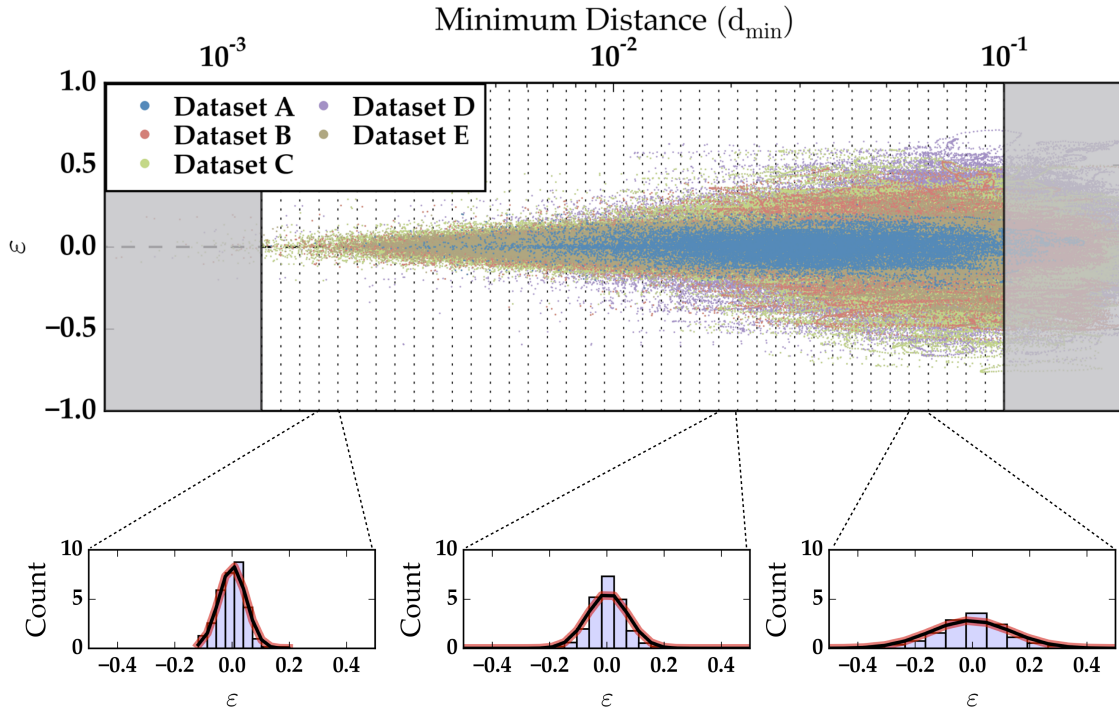 Minimum Distance (d_min)
10^-3 10^-2 10^-1
1.0
0.5
0.0
−0.5
−1.0
ε
Dataset A Dataset D
Dataset B Dataset E
Dataset C
10 10 10
5 5 5
0 0 0
Count Count Count
−0.4 −0.2 0.0 0.2 0.4 −0.4 −0.2 0.0 0.2 0.4 −0.4 −0.2 0.0 0.2 0.4
ε ε ε